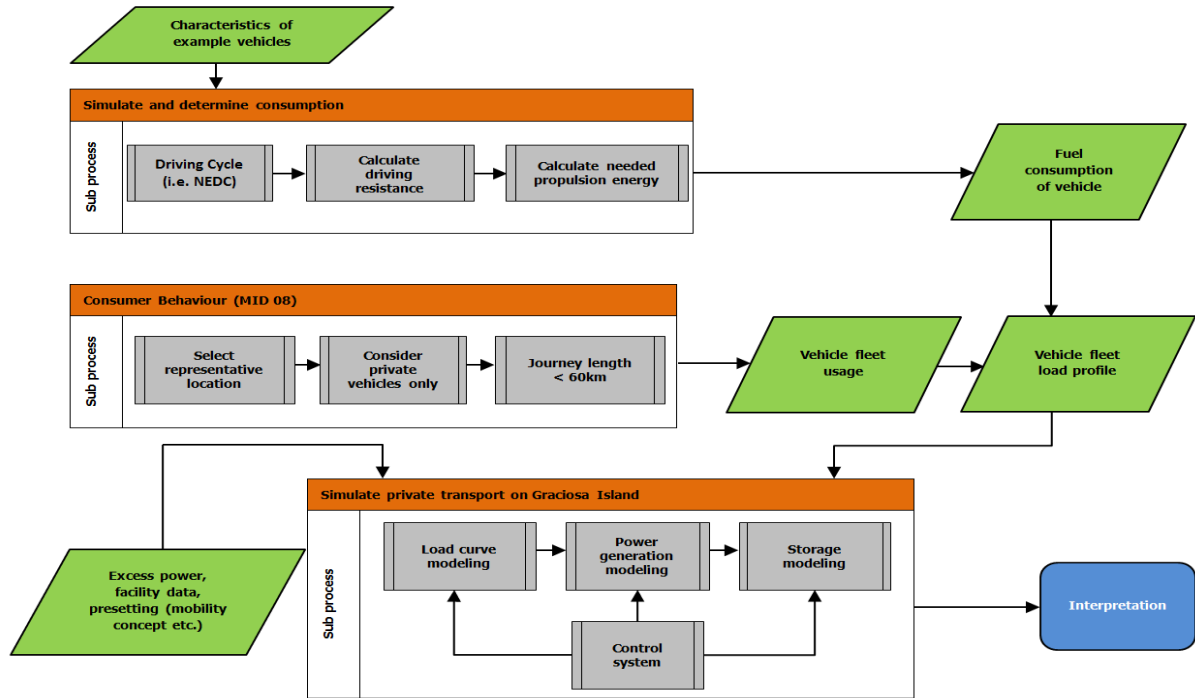 Characteristics of
example vehicles
Simulate and determine consumption
Sub process
Driving Cycle
(i.e. NEDC)
Calculate
driving
resistance
Calculate needed
propulsion energy
Fuel
consumption
of vehicle
Consumer Behaviour (MID 08)
Sub process
Select
representative
location
Consider
private
vehicles only
Journey length
< 60km
Vehicle fleet
usage
Vehicle fleet
load profile
Simulate private transport on Graciosa Island
Sub process
Load curve
modeling
Power
generation
modeling
Storage
modeling
Control
system
Excess power,
facility data,
presetting (mobility
concept etc.)
Interpretation